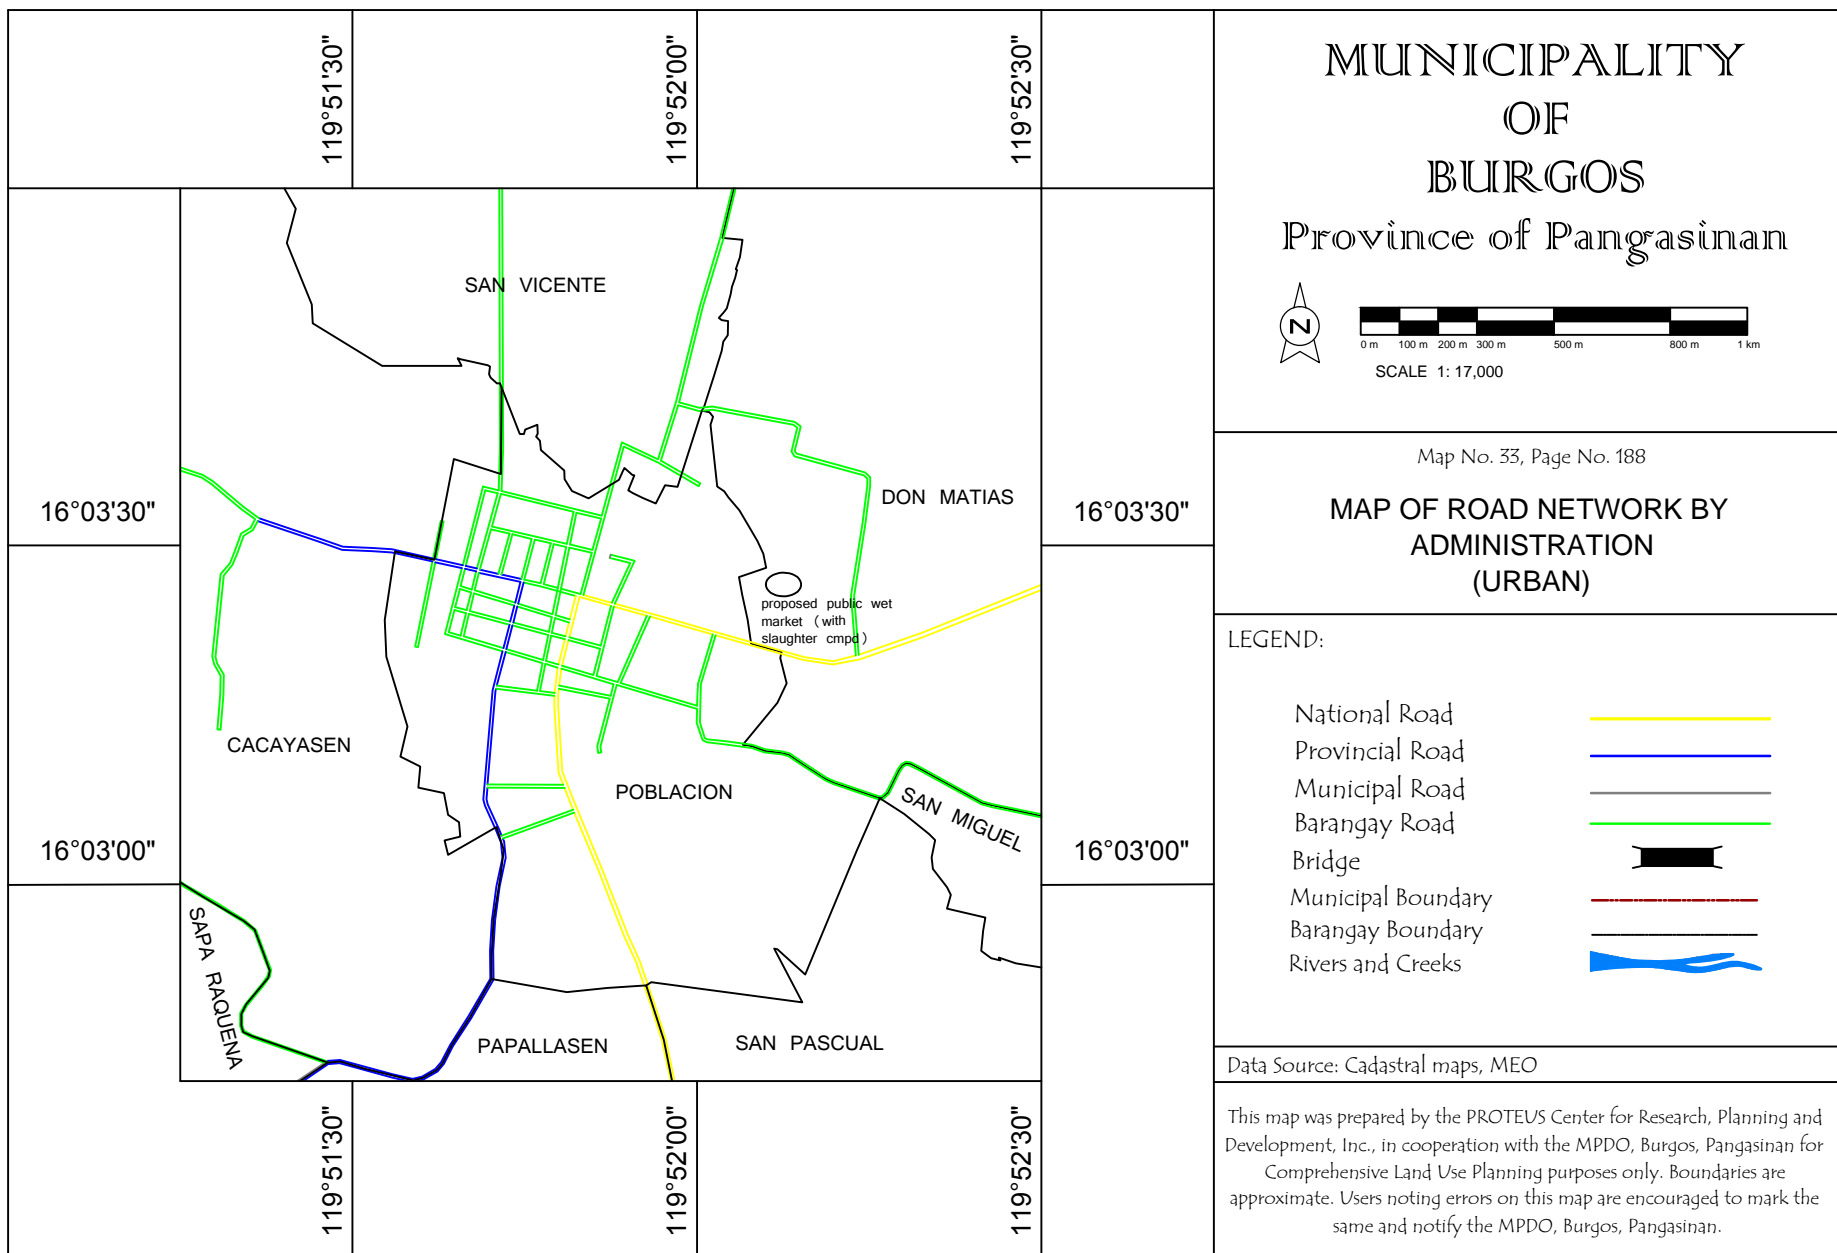 119°51'30"
119°52'00"
119°52'30"
SAN VICENTE
DON MATIAS
16°03'30"
16°03'30"
proposed public wet
market (with
slaughter cmpd)
CACAYASEN
POBLACION
SAN MIGUEL
16°03'00"
16°03'00"
SAPA RAQUENA
PAPALLASEN
SAN PASCUAL
119°51'30"
119°52'00"
119°52'30"
MUNICIPALITY
OF
BURGOS
Province of Pangasinan
N
0 m 100 m 200 m 300 m 500 m 800 m 1 km
SCALE 1: 17,000
Map No. 33, Page No. 188
MAP OF ROAD NETWORK BY
ADMINISTRATION
(URBAN)
LEGEND:
National Road
Provincial Road
Municipal Road
Barangay Road
Bridge
Municipal Boundary
Barangay Boundary
Rivers and Creeks
Data Source: Cadastral maps, MEO
This map was prepared by the PROTEUS Center for Research, Planning and
Development, Inc., in cooperation with the MPDO, Burgos, Pangasinan for
Comprehensive Land Use Planning purposes only. Boundaries are
approximate. Users noting errors on this map are encouraged to mark the
same and notify the MPDO, Burgos, Pangasinan.